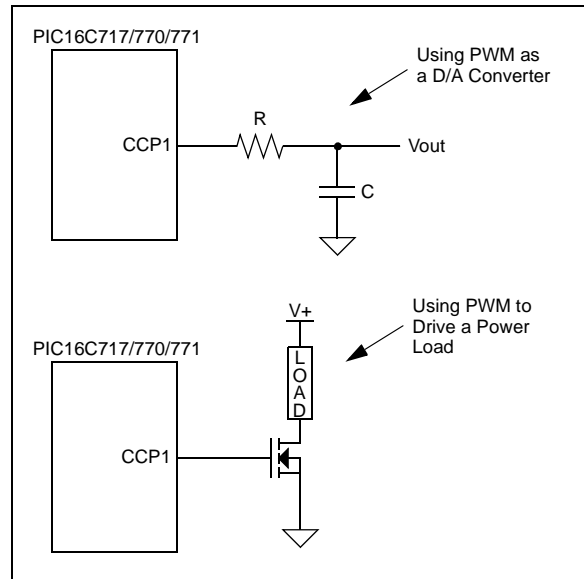 PIC16C717/770/771
Using PWM as
a D/A Converter
R
CCP1
Vout
C
V+
Using PWM to
Drive a Power
Load
PIC16C717/770/771
LOAD
CCP1